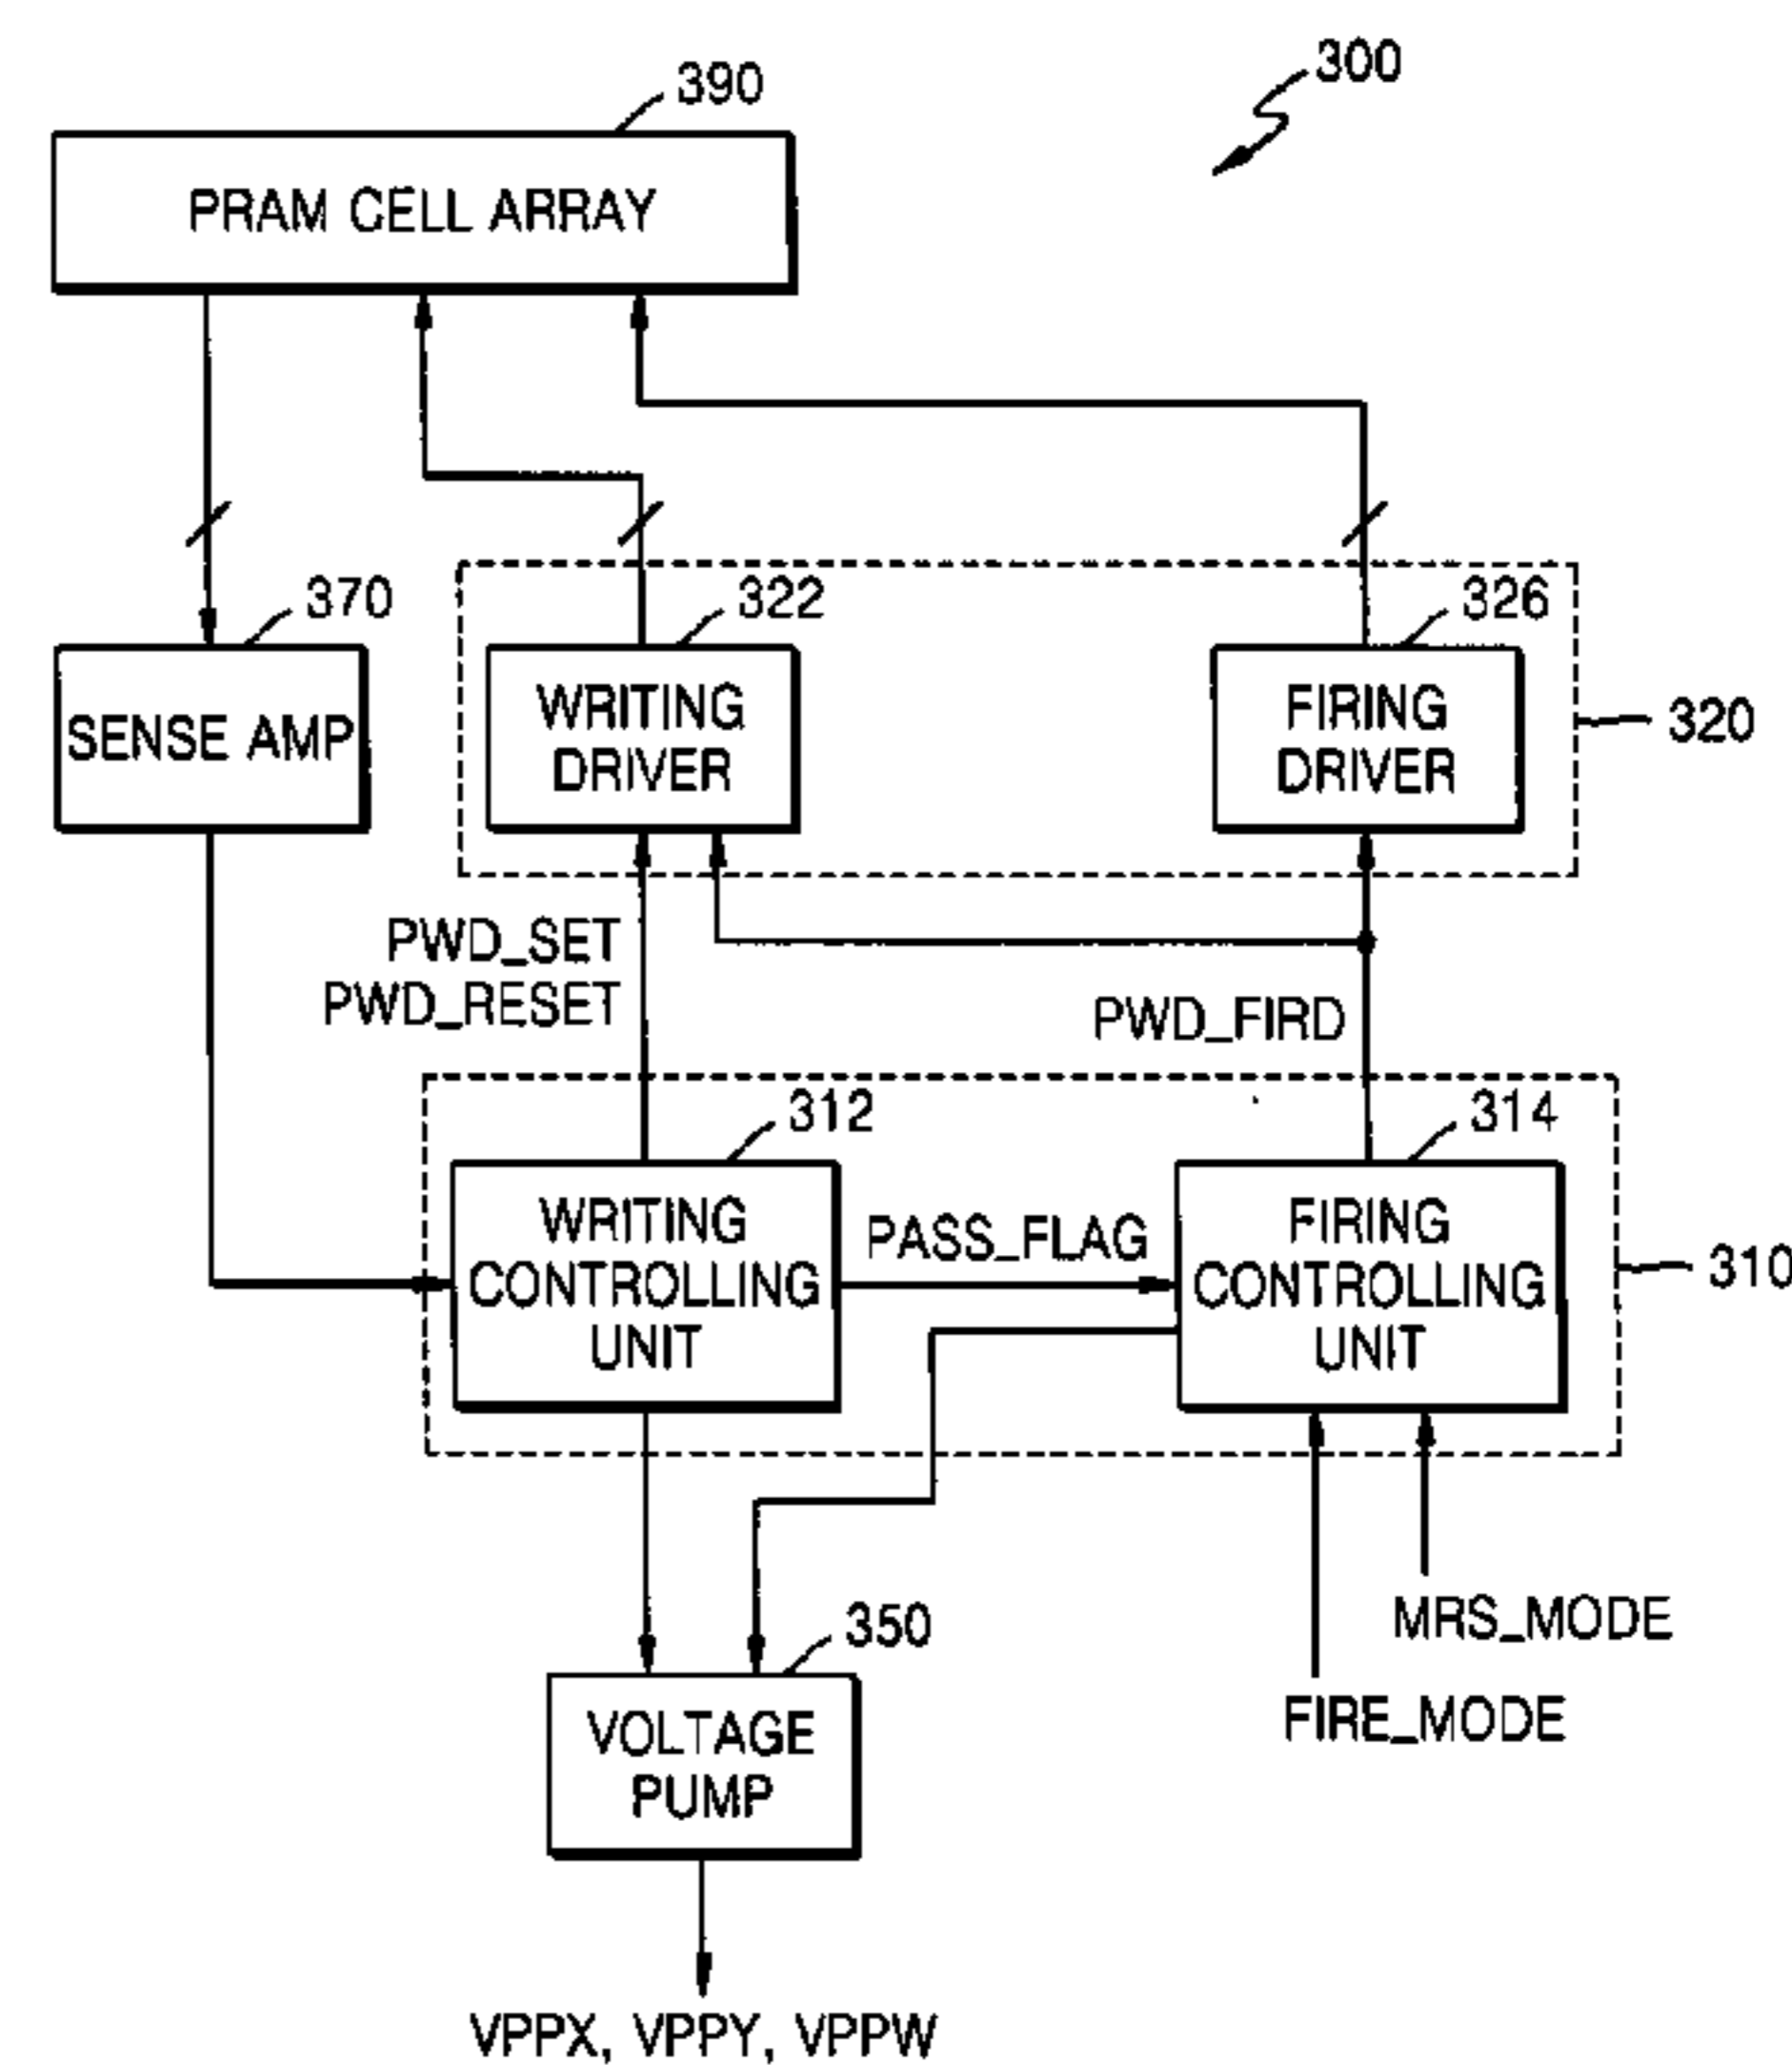 300
390
PRAM CELL ARRAY
370
322
326
SENSE AMP
WRITING
DRIVER
FIRING
DRIVER
320
PWD_SET
PWD_RESET
PWD_FIRD
312
314
WRITING
CONTROLLING
UNIT
PASS_FLAG
FIRING
CONTROLLING
UNIT
310
MRS_MODE
FIRE_MODE
350
VOLTAGE
PUMP
VPPX, VPPY, VPPW